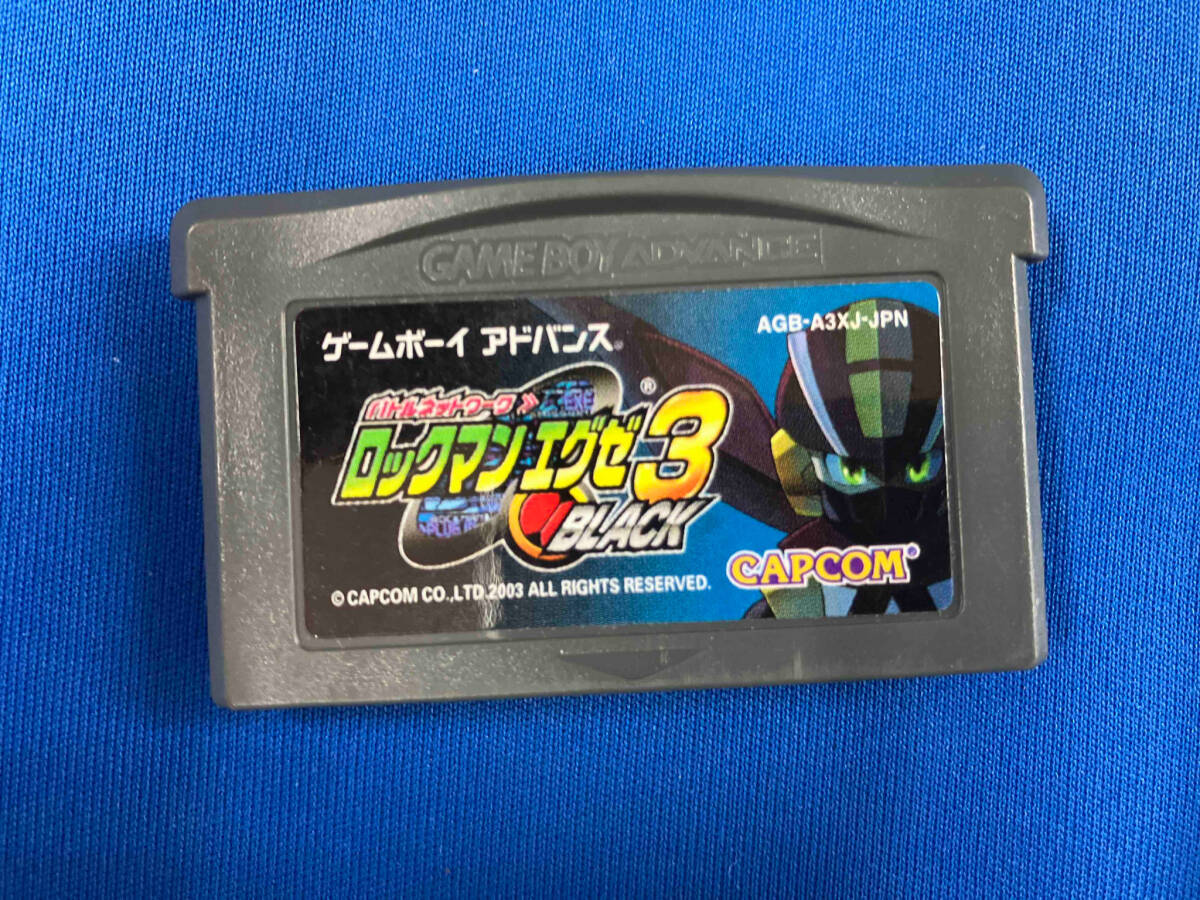 GAME BOY ADVANCE
ゲームボーイ アドバンス®
AGB-A3XJ-JPN
バトルネットワーク
ロックマン エグゼ3®
BLACK
CAPCOM®
© CAPCOM CO.,LTD.2003 ALL RIGHTS RESERVED.